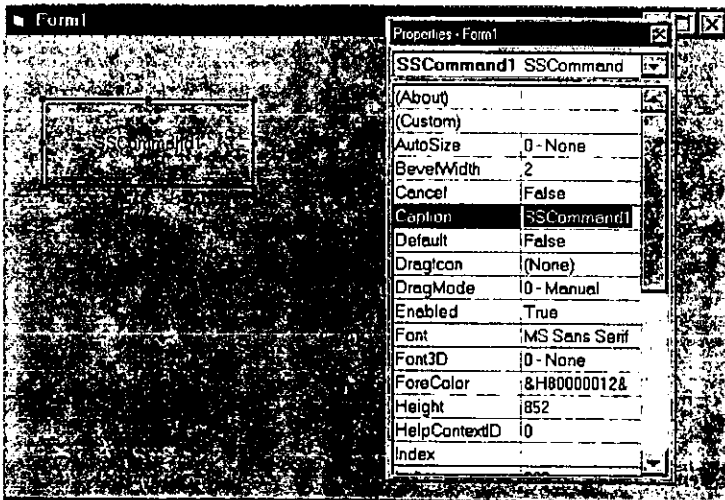 Form1
Properties - Form1
SSCommand1 SSCommand
SSCommand1
(About)
(Custom)
AutoSize 0 - None
BevelWidth 2
Cancel False
Caption SSCommand1
Default False
DragIcon (None)
DragMode 0 - Manual
Enabled True
Font MS Sans Serif
Font3D 0 - None
ForeColor &H80000012&
Height 852
HelpContextID 0
Index